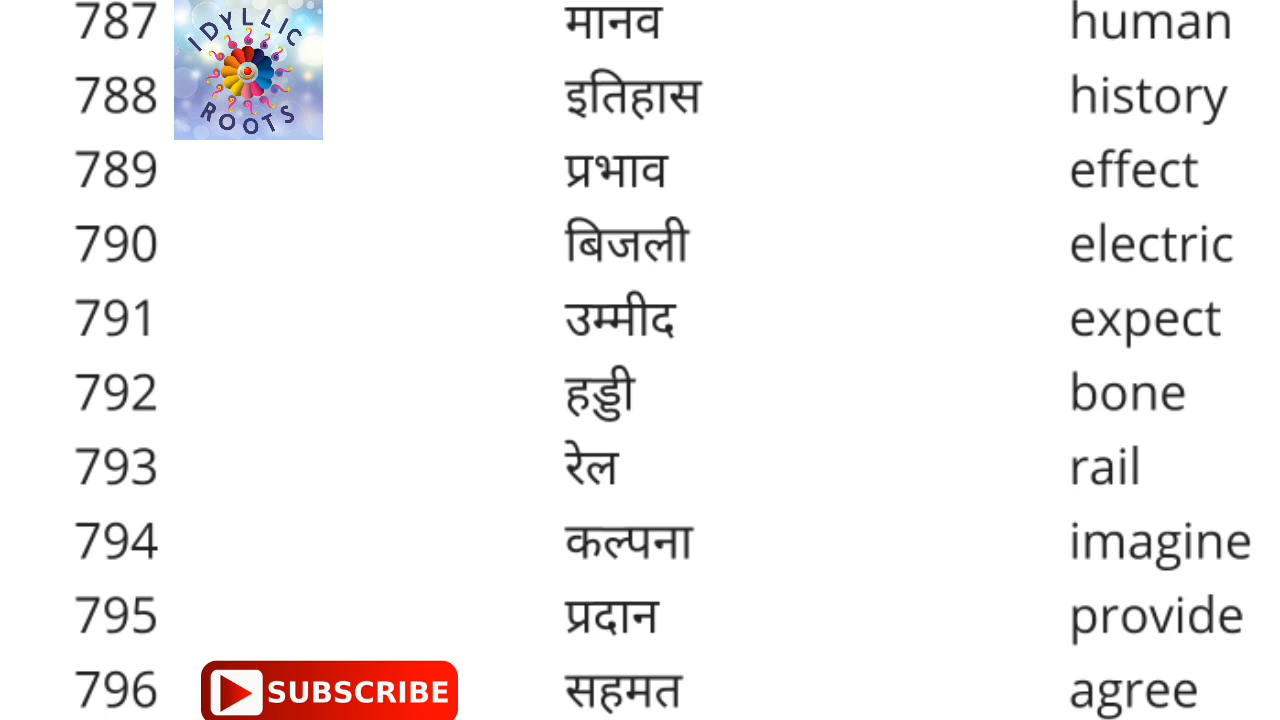 787 मानव human
IDYLLIC
ROOTS
788 इतिहास history
789 प्रभाव effect
790 बिजली electric
791 उम्मीद expect
792 हड्डी bone
793 रेल rail
794 कल्पना imagine
795 प्रदान provide
796 SUBSCRIBE सहमत agree